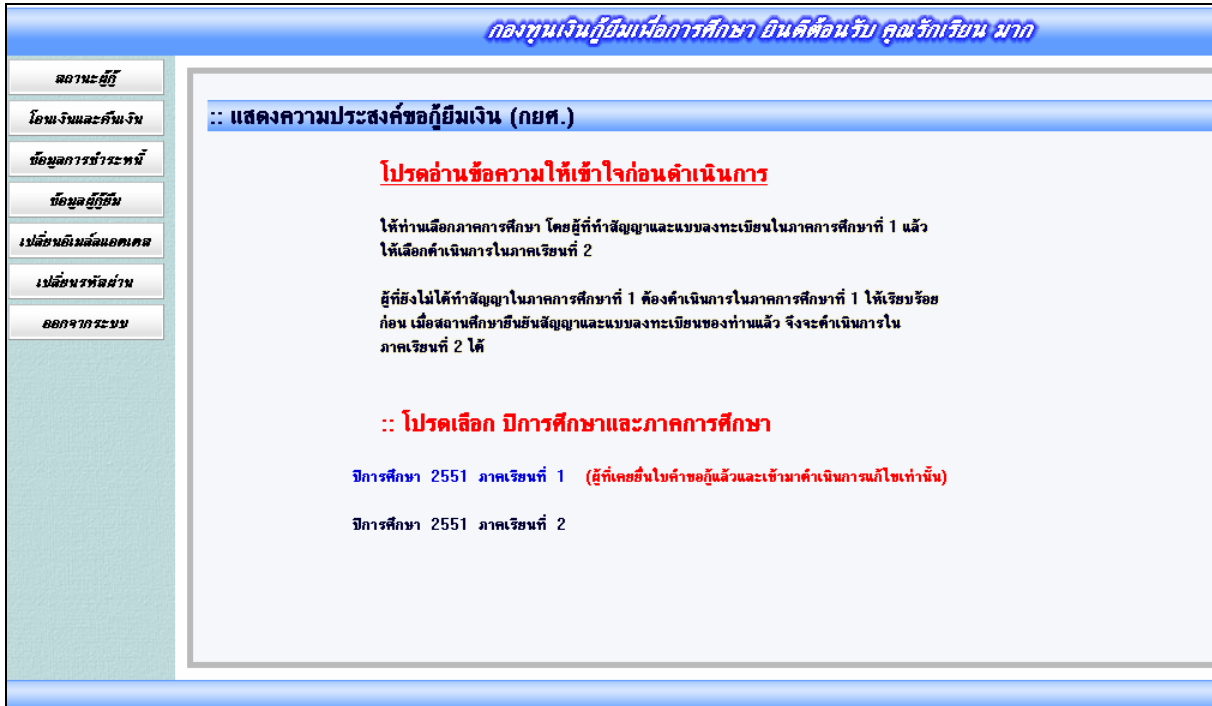 กองทุนเงินกู้ยืมเพื่อการศึกษา ยินดีต้อนรับ คุณรักเรียน มาก
สถานะผู้กู้
โอนเงินและคืนเงิน
ข้อมูลการชำระหนี้
ข้อมูลผู้กู้ยืม
เปลี่ยนอีเมล์แอดเดส
เปลี่ยนรหัสผ่าน
ออกจากระบบ
:: แสดงความประสงค์ขอกู้ยืมเงิน (กยศ.)
โปรดอ่านข้อความให้เข้าใจก่อนดำเนินการ
ให้ท่านเลือกภาคการศึกษา โดยผู้ที่ทำสัญญาและแบบลงทะเบียนในภาคการศึกษาที่ 1 แล้ว
ให้เลือกดำเนินการในภาคเรียนที่ 2
ผู้ที่ยังไม่ได้ทำสัญญาในภาคการศึกษาที่ 1 ต้องดำเนินการในภาคการศึกษาที่ 1 ให้เรียบร้อย
ก่อน เมื่อสถานศึกษายืนยันสัญญาและแบบลงทะเบียนของท่านแล้ว จึงจะดำเนินการใน
ภาคเรียนที่ 2 ได้
:: โปรดเลือก ปีการศึกษาและภาคการศึกษา
ปีการศึกษา 2551 ภาคเรียนที่ 1 (ผู้ที่เคยยื่นใบคำขอกู้แล้วและเข้ามาดำเนินการแก้ไขเท่านั้น)
ปีการศึกษา 2551 ภาคเรียนที่ 2